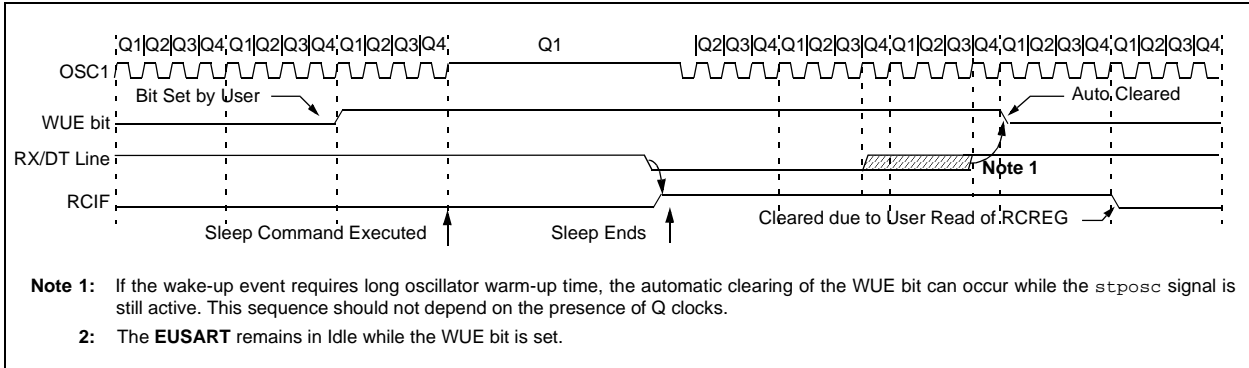 Q1|Q2|Q3|Q4|Q1|Q2|Q3|Q4|Q1|Q2|Q3|Q4 Q1 Q2|Q3|Q4|Q1|Q2|Q3|Q4|Q1|Q2|Q3|Q4|Q1|Q2|Q3|Q4|Q1|Q2|Q3|Q4
OSC1
Bit Set by User Auto Cleared
WUE bit
RX/DT Line
Note 1
RCIF
Cleared due to User Read of RCREG
Sleep Command Executed Sleep Ends
Note 1: If the wake-up event requires long oscillator warm-up time, the automatic clearing of the WUE bit can occur while the stposc signal is
still active. This sequence should not depend on the presence of Q clocks.
2: The EUSART remains in Idle while the WUE bit is set.